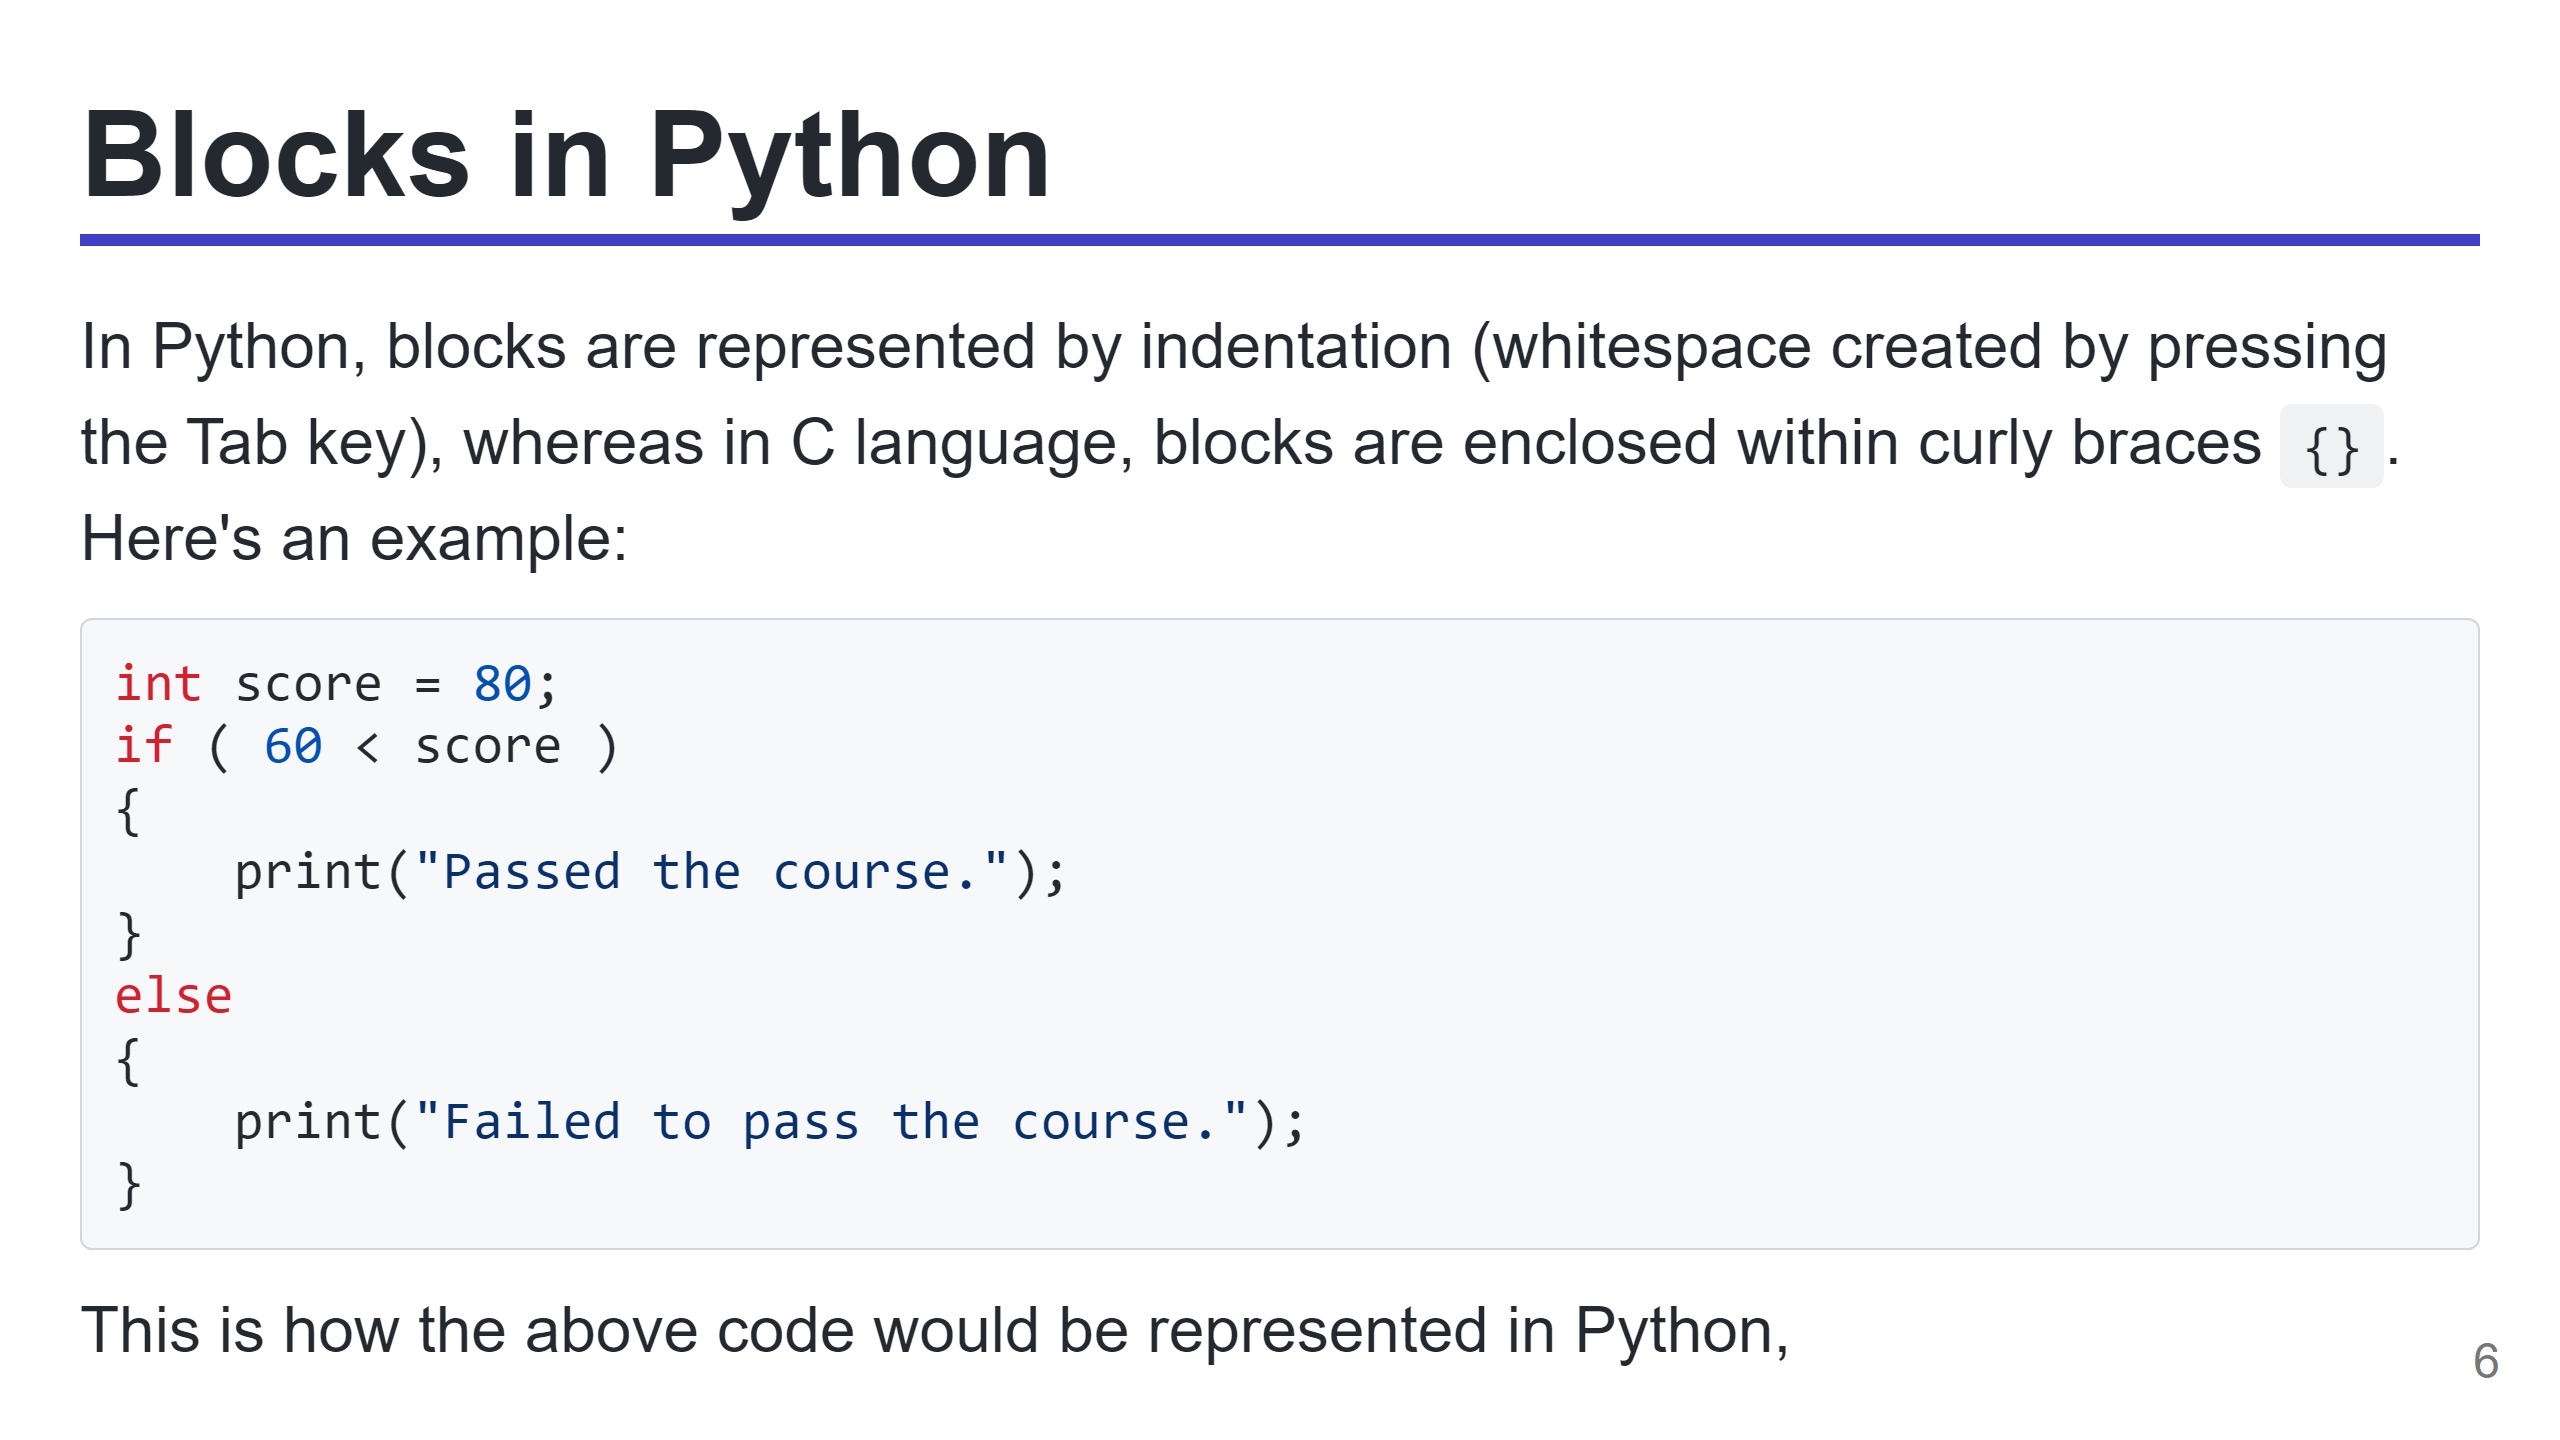 Blocks in Python
In Python, blocks are represented by indentation (whitespace created by pressing
the Tab key), whereas in C language, blocks are enclosed within curly braces {}.
Here's an example:
int score = 80;
if ( 60 < score )
{
    print("Passed the course.");
}
else
{
    print("Failed to pass the course.");
}
This is how the above code would be represented in Python,
6